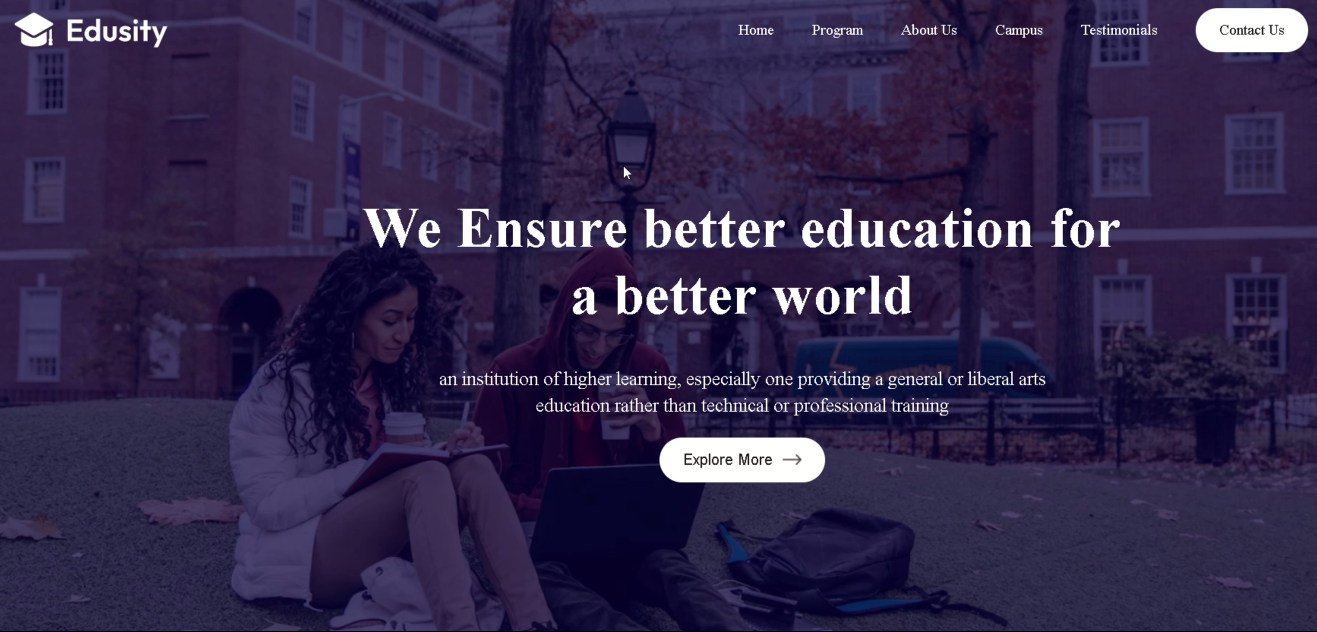 Edusity
Home Program About Us Campus Testimonials Contact Us
We Ensure better education for
a better world
an institution of higher learning, especially one providing a general or liberal arts
education rather than technical or professional training
Explore More →